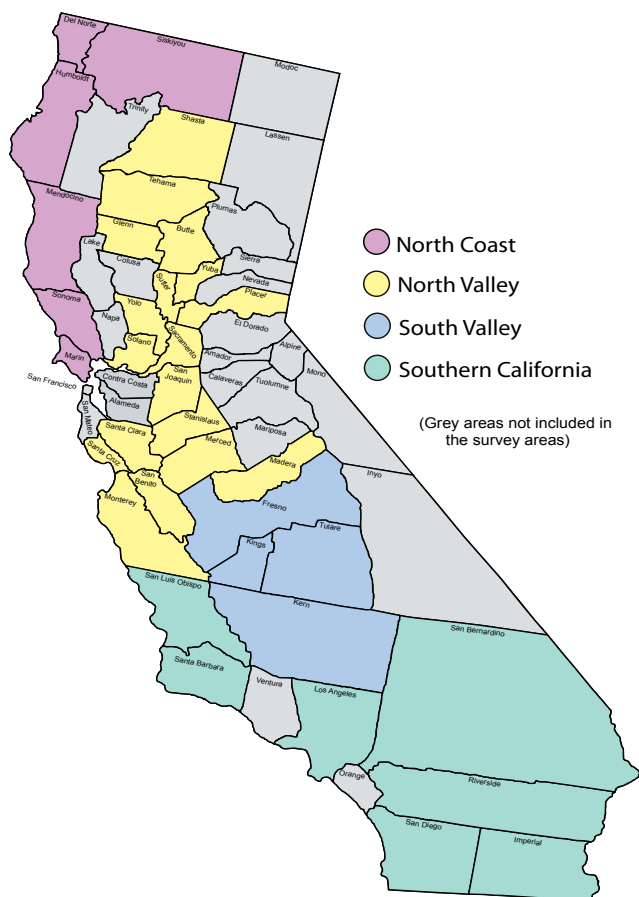 Del Norte
Siskiyou
Modoc
Humboldt
Trinity
Shasta
Lassen
Tehama
Plumas
Mendocino
Glenn
Butte
Lake
Colusa
Sutter
Yuba
Sierra
Nevada
Placer
Sonoma
Napa
Yolo
Sacramento
El Dorado
Solano
Marin
Amador
Alpine
San Francisco
Contra Costa
San
Joaquin
Calaveras
Tuolumne
Mono
Alameda
San Mateo
Stanislaus
Santa Clara
Merced
Mariposa
Santa Cruz
Madera
San
Benito
Inyo
Monterey
Fresno
Tulare
Kings
San Luis Obispo
Kern
San Bernardino
Santa Barbara
Ventura
Los Angeles
Orange
Riverside
San Diego
Imperial
North Coast
North Valley
South Valley
Southern California
(Grey areas not included in
the survey areas)